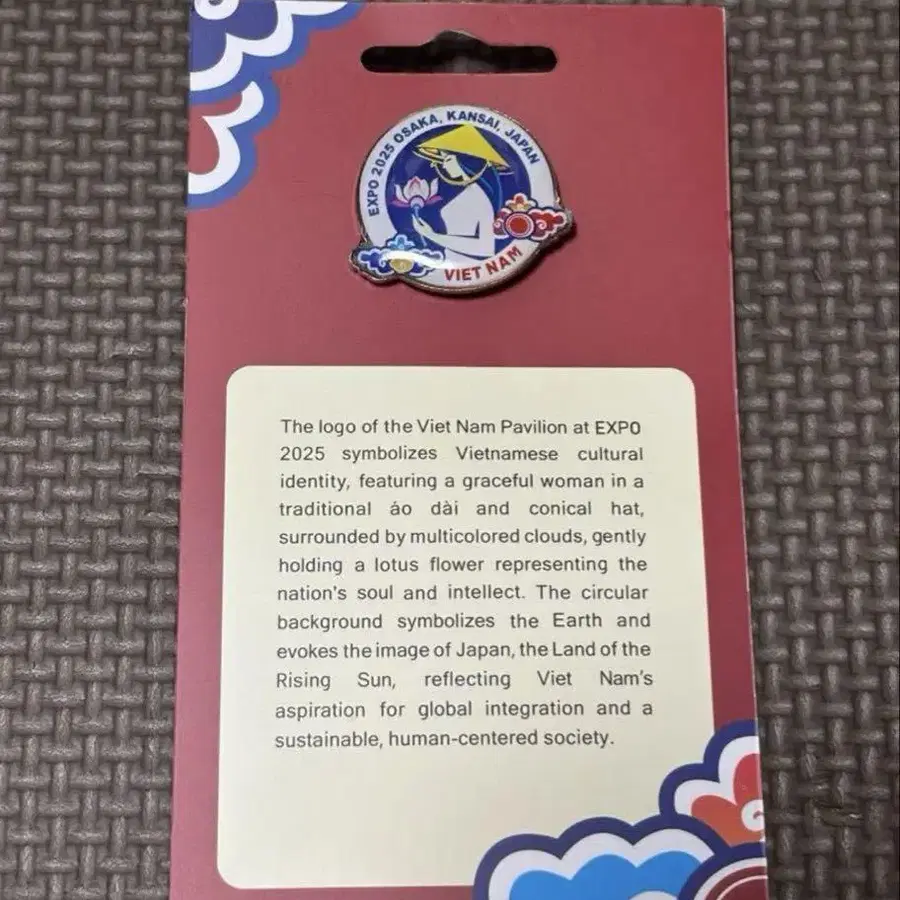 EXPO 2025 OSAKA, KANSAI, JAPAN
VIET NAM
The logo of the Viet Nam Pavilion at EXPO
2025 symbolizes Vietnamese cultural
identity, featuring a graceful woman in a
traditional áo dài and conical hat,
surrounded by multicolored clouds, gently
holding a lotus flower representing the
nation's soul and intellect. The circular
background symbolizes the Earth and
evokes the image of Japan, the Land of the
Rising Sun, reflecting Viet Nam's
aspiration for global integration and a
sustainable, human-centered society.